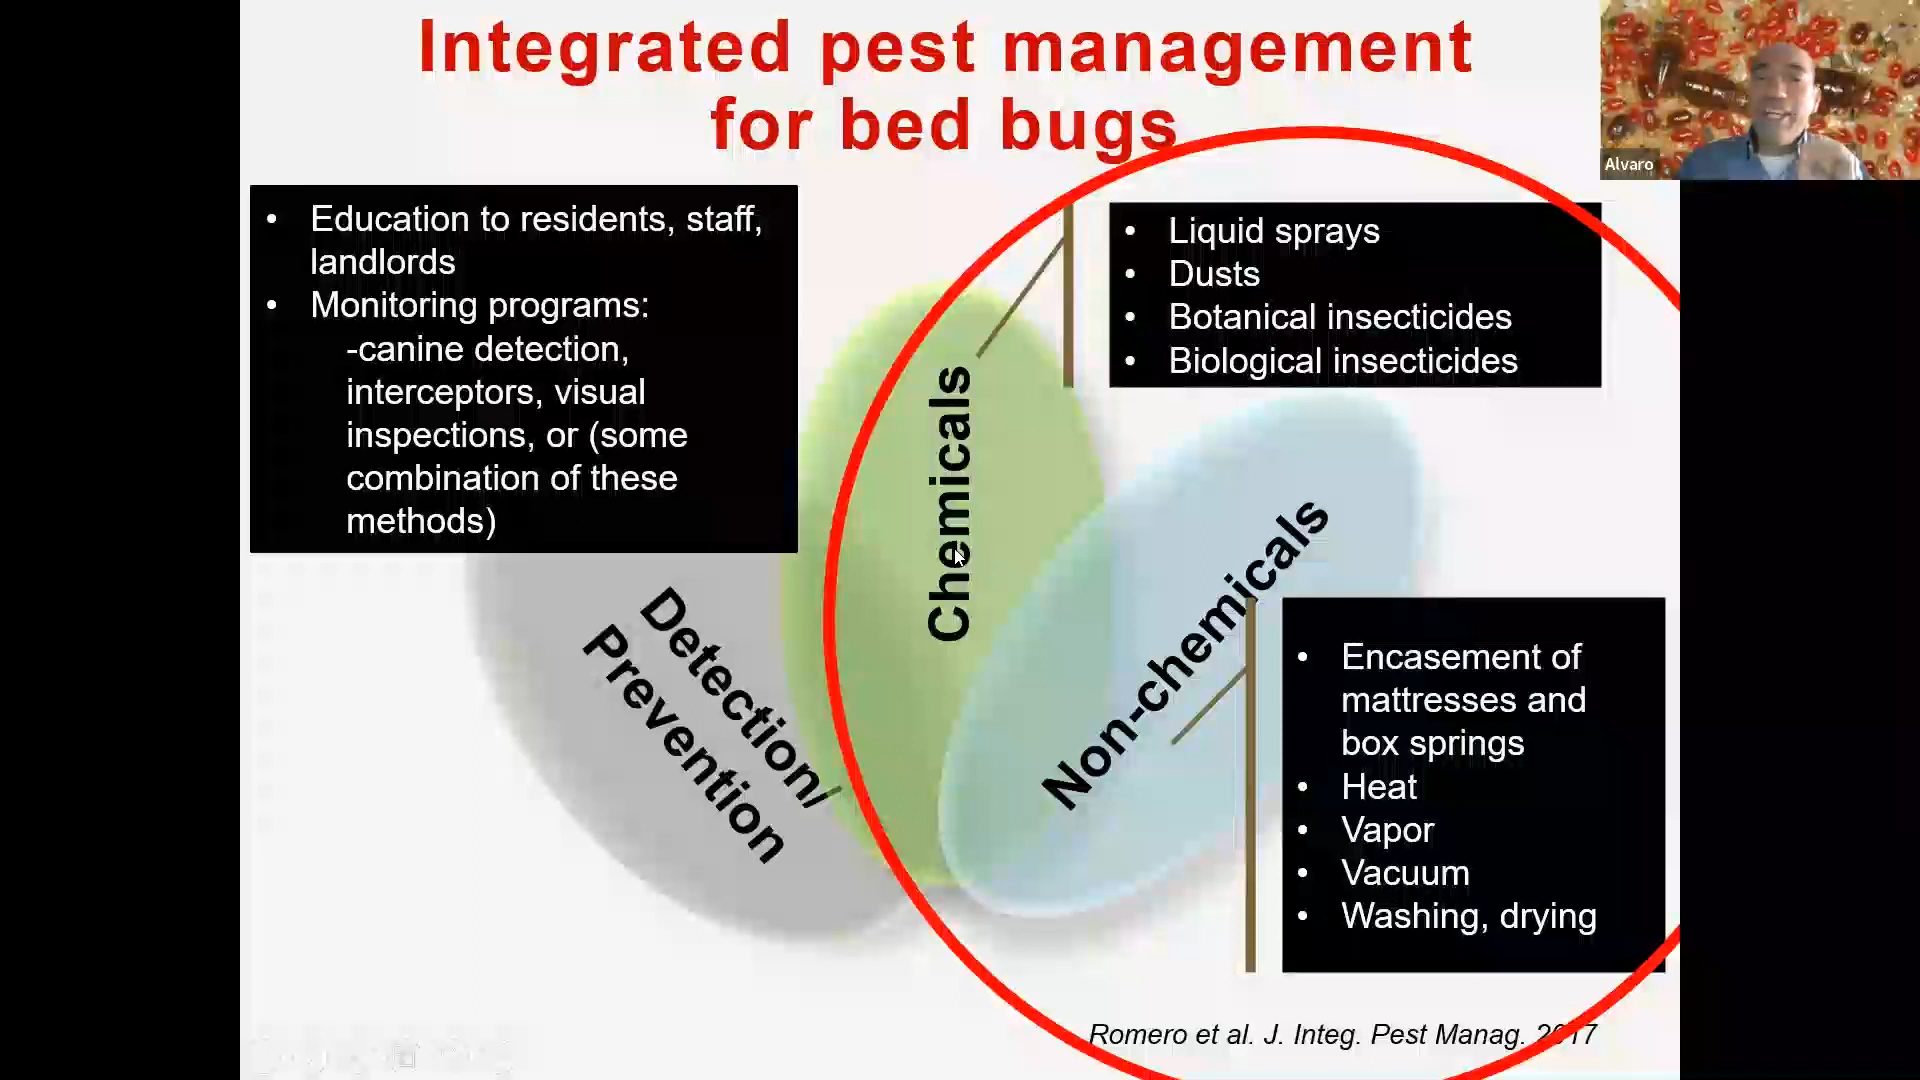 Integrated pest management
for bed bugs
Alvaro
• Education to residents, staff,
landlords
• Monitoring programs:
-canine detection,
interceptors, visual
inspections, or (some
combination of these
methods)
• Liquid sprays
• Dusts
• Botanical insecticides
• Biological insecticides
Chemicals
Non-chemicals
Detection/
Prevention
• Encasement of
mattresses and
box springs
• Heat
• Vapor
• Vacuum
• Washing, drying
Romero et al. J. Integ. Pest Manag. 2017